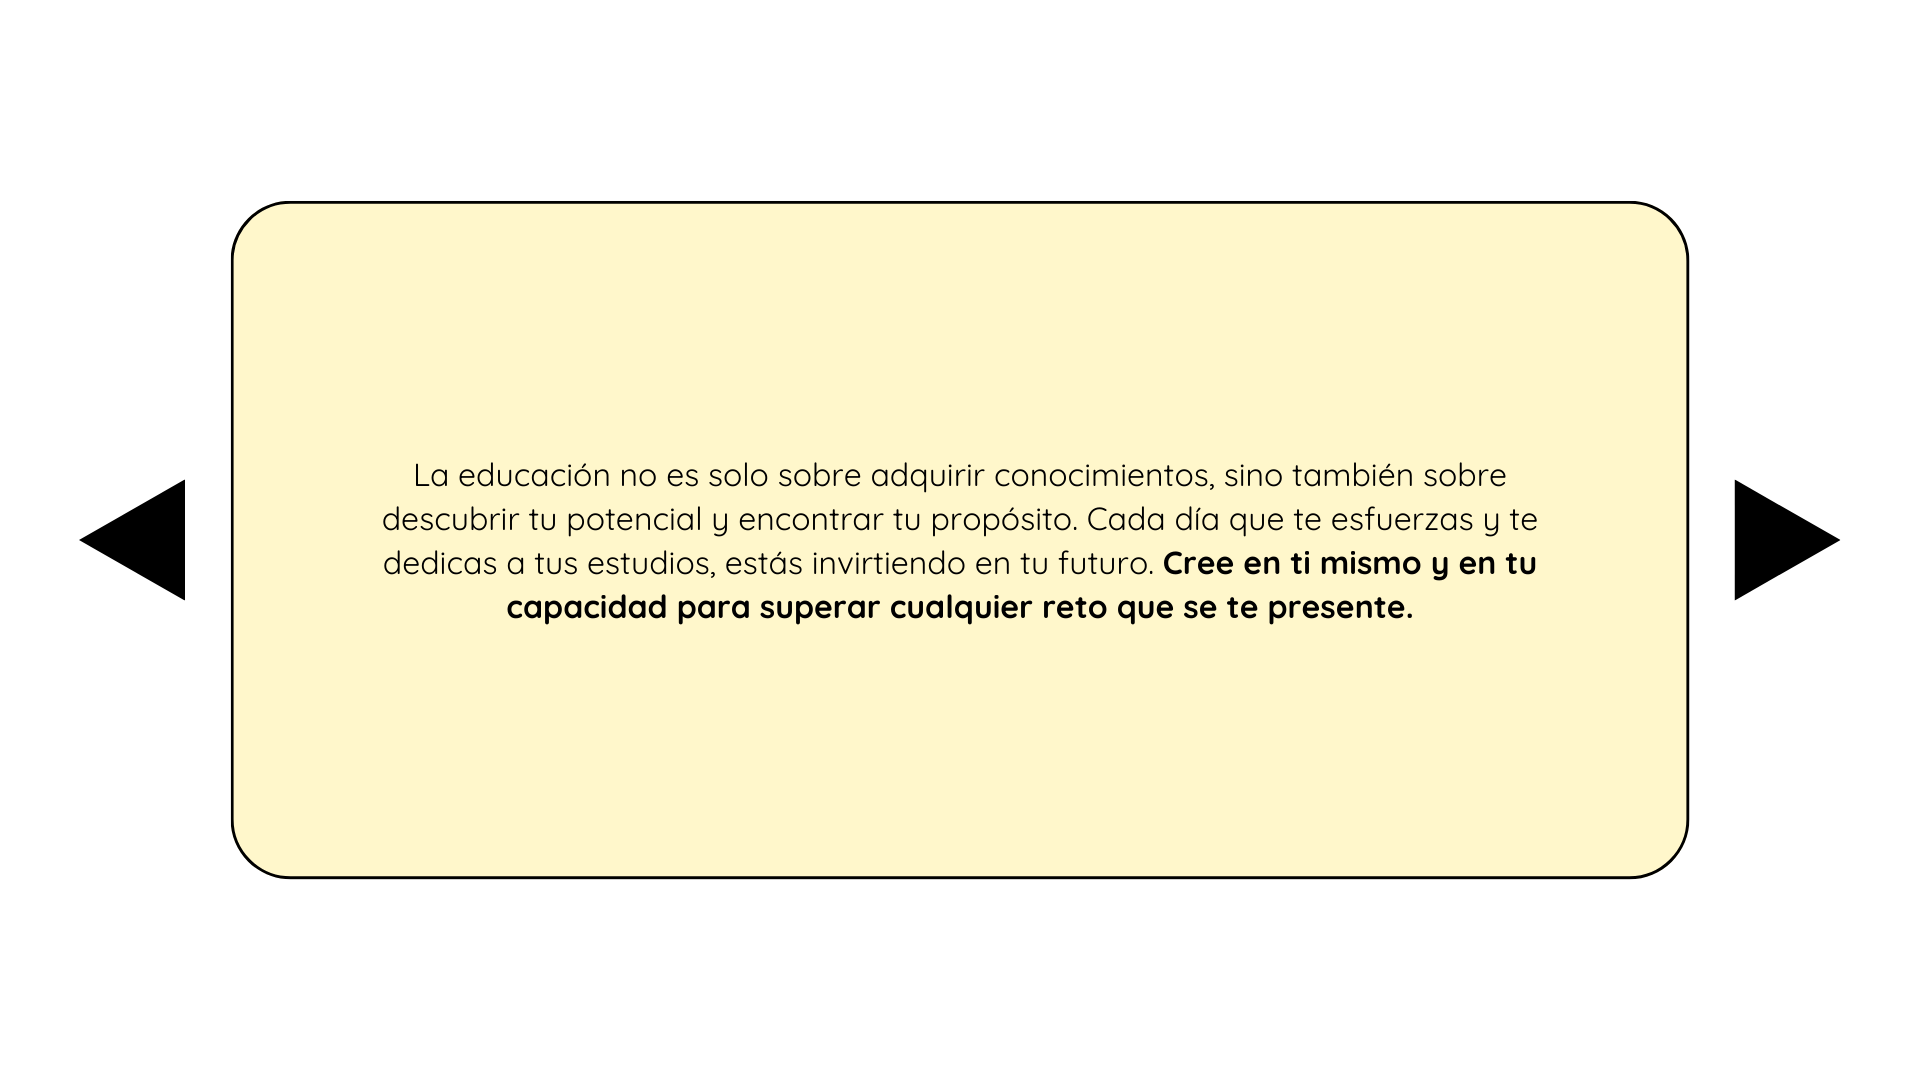 La educación no es solo sobre adquirir conocimientos, sino también sobre
descubrir tu potencial y encontrar tu propósito. Cada día que te esfuerzas y te
dedicas a tus estudios, estás invirtiendo en tu futuro. Cree en ti mismo y en tu
capacidad para superar cualquier reto que se te presente.